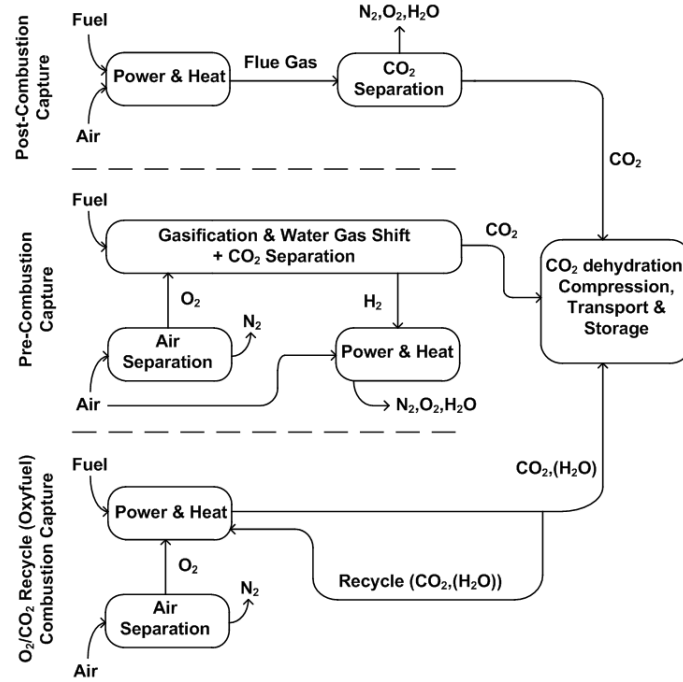 Post-Combustion
Capture
Fuel
Air
Power & Heat
Flue Gas
CO₂
Separation
N₂,O₂,H₂O
CO₂
Pre-Combustion
Capture
Fuel
Gasification & Water Gas Shift
+ CO₂ Separation
CO₂
O₂
H₂
N₂
Air
Separation
Power & Heat
Air
N₂,O₂,H₂O
CO₂ dehydration
Compression,
Transport &
Storage
O₂/CO₂ Recycle (Oxyfuel)
Combustion Capture
Fuel
CO₂,(H₂O)
Power & Heat
O₂
Recycle (CO₂,(H₂O))
N₂
Air
Separation
Air